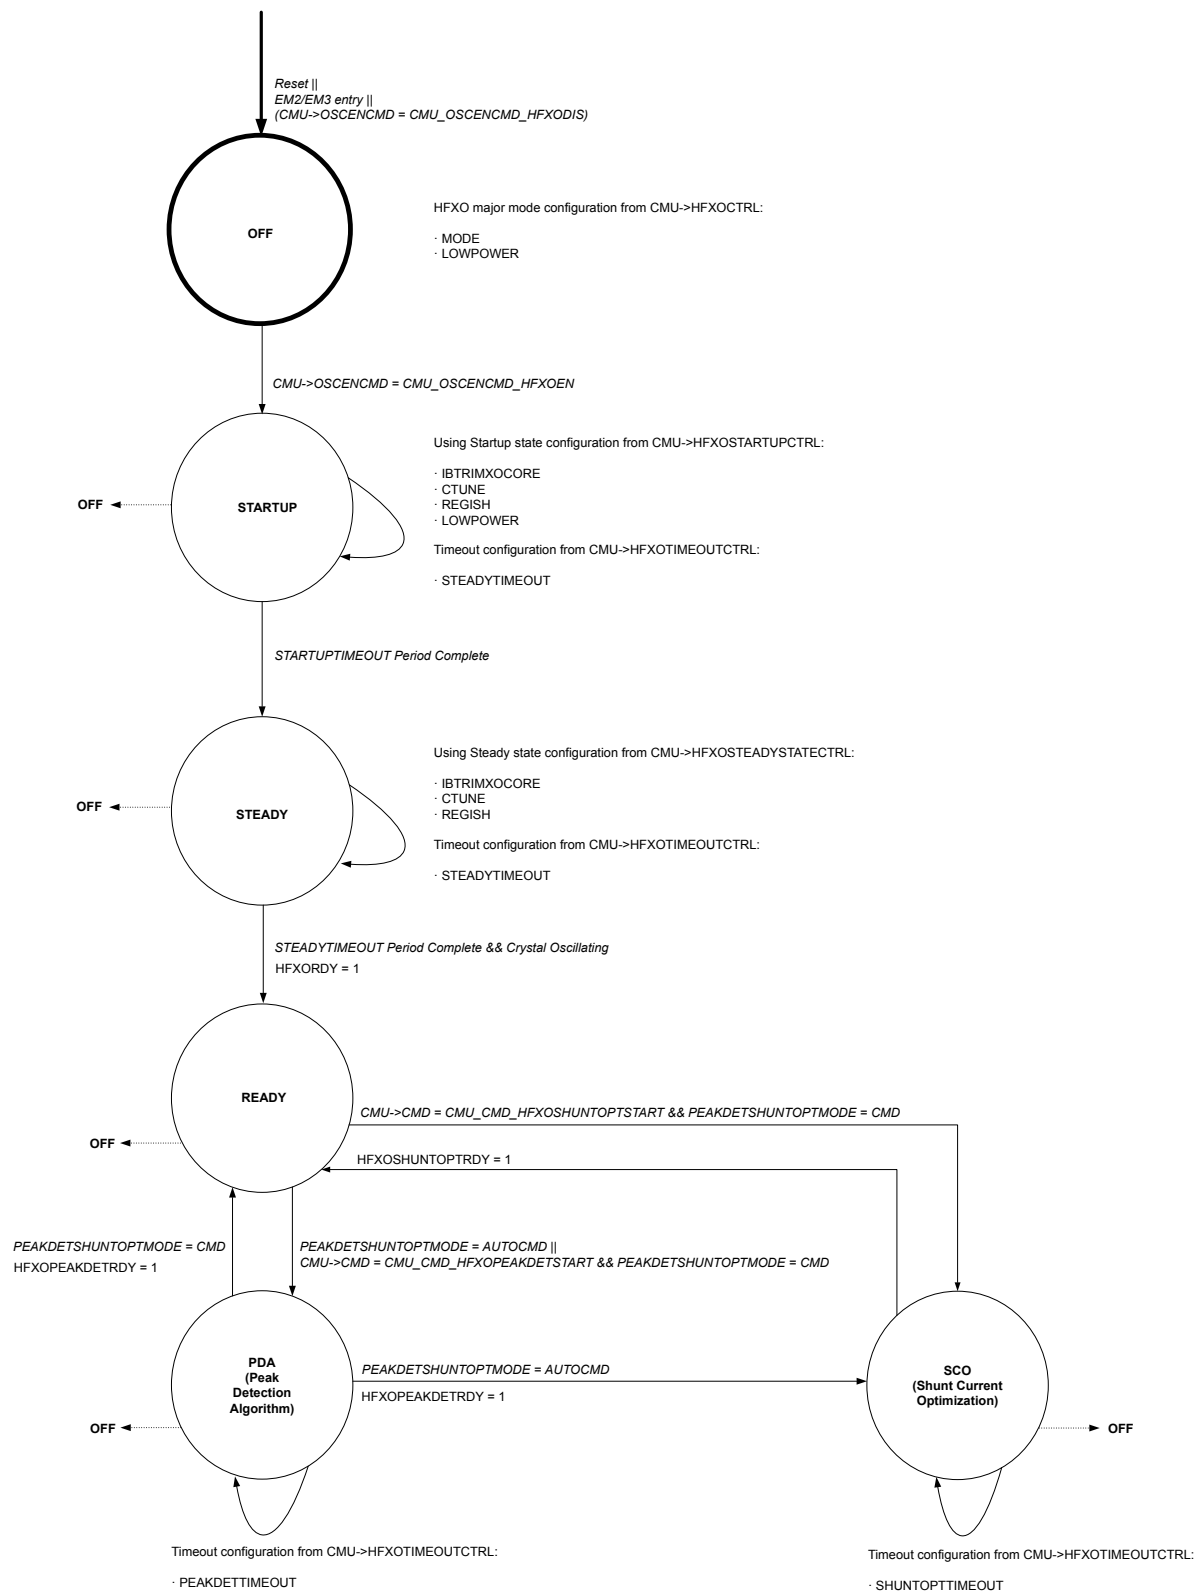 Reset ||
EM2/EM3 entry ||
(CMU->OSCENCMD = CMU_OSCENCMD_HFXODIS)
OFF
HFXO major mode configuration from CMU->HFXOCTRL:
· MODE
· LOWPOWER
CMU->OSCENCMD = CMU_OSCENCMD_HFXOEN
OFF
STARTUP
Using Startup state configuration from CMU->HFXOSTARTUPCTRL:
· IBTRIMXOCORE
· CTUNE
· REGISH
· LOWPOWER
Timeout configuration from CMU->HFXOTIMEOUTCTRL:
· STEADYTIMEOUT
STARTUPTIMEOUT Period Complete
OFF
STEADY
Using Steady state configuration from CMU->HFXOSTEADYSTATECTRL:
· IBTRIMXOCORE
· CTUNE
· REGISH
Timeout configuration from CMU->HFXOTIMEOUTCTRL:
· STEADYTIMEOUT
STEADYTIMEOUT Period Complete && Crystal Oscillating
HFXORDY = 1
READY
OFF
CMU->CMD = CMU_CMD_HFXOSHUNTOPTSTART && PEAKDETSHUNTOPTMODE = CMD
HFXOSHUNTOPTRDY = 1
PEAKDETSHUNTOPTMODE = CMD
HFXOPEAKDETRDY = 1
PEAKDETSHUNTOPTMODE = AUTOCMD ||
CMU->CMD = CMU_CMD_HFXOPEAKDETSTART && PEAKDETSHUNTOPTMODE = CMD
PDA
(Peak
Detection
Algorithm)
OFF
PEAKDETSHUNTOPTMODE = AUTOCMD
HFXOPEAKDETRDY = 1
SCO
(Shunt Current
Optimization)
OFF
Timeout configuration from CMU->HFXOTIMEOUTCTRL:
· PEAKDETTIMEOUT
Timeout configuration from CMU->HFXOTIMEOUTCTRL:
· SHUNTOPTTIMEOUT